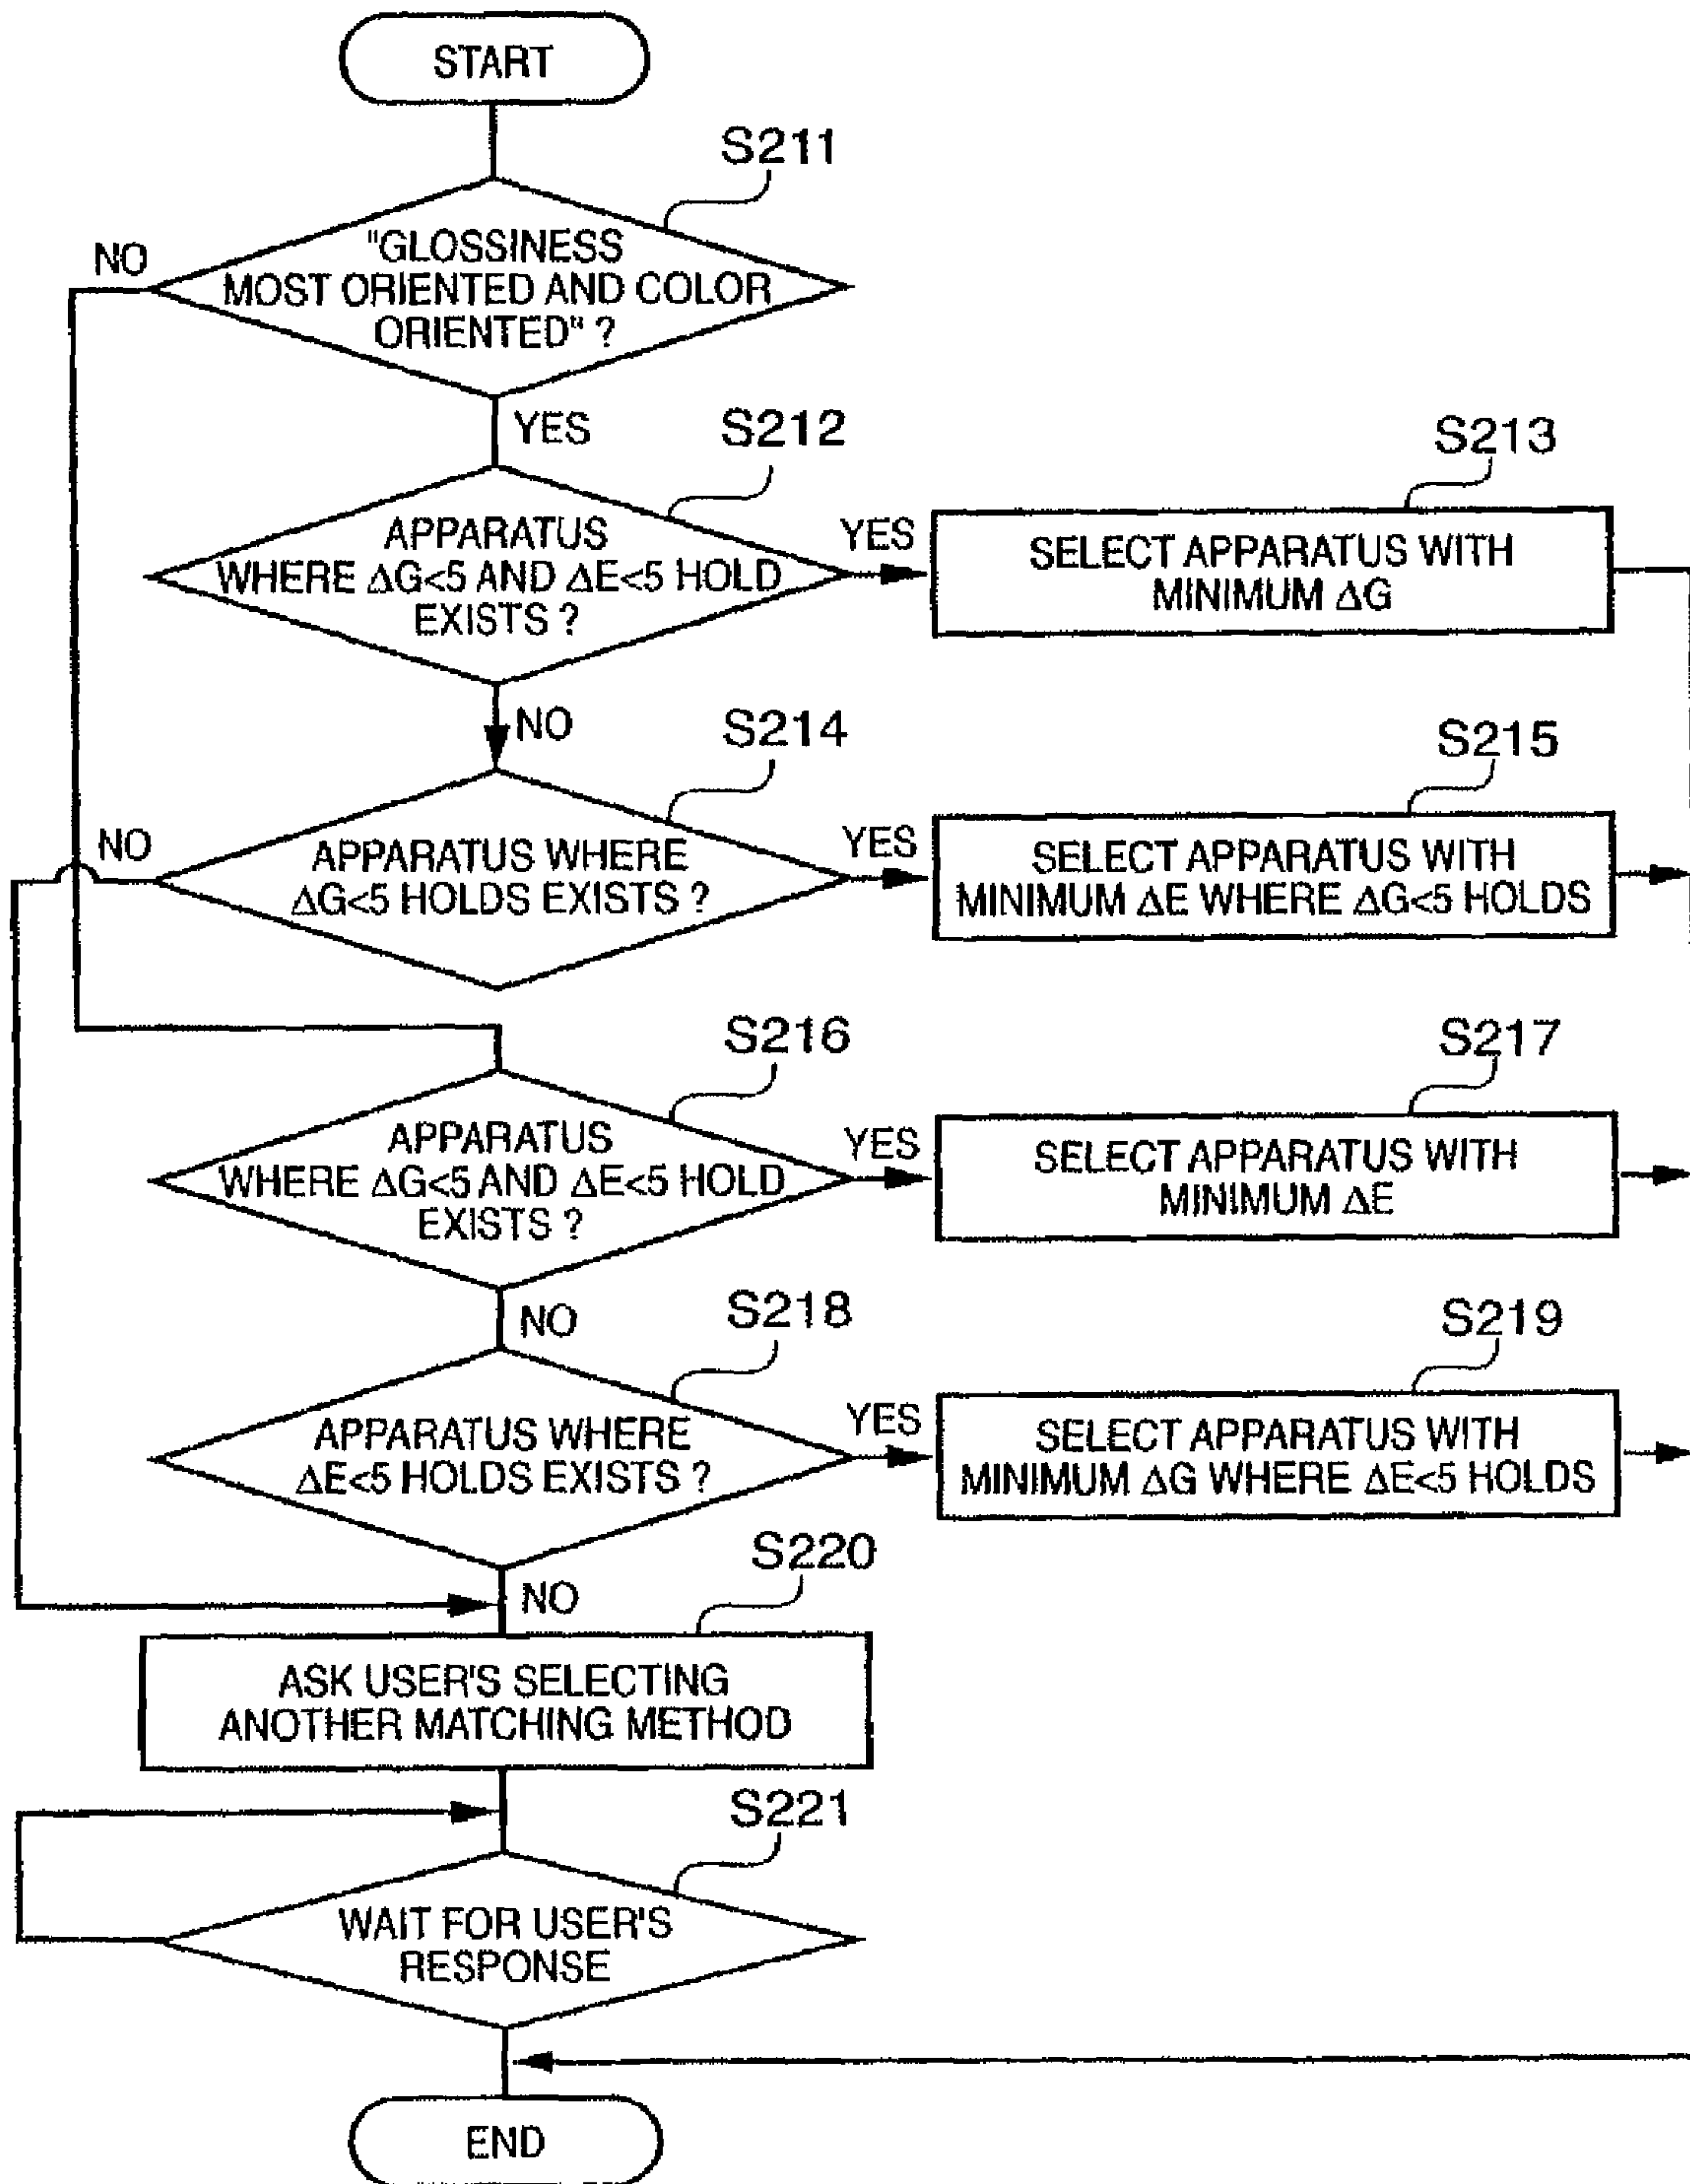 START
S211
"GLOSSINESS
MOST ORIENTED AND COLOR
ORIENTED" ?
NO
YES
S212
APPARATUS
WHERE ΔG<5 AND ΔE<5 HOLD
EXISTS ?
YES
S213
SELECT APPARATUS WITH
MINIMUM ΔG
NO
S214
APPARATUS WHERE
ΔG<5 HOLDS EXISTS ?
NO
YES
S215
SELECT APPARATUS WITH
MINIMUM ΔE WHERE ΔG<5 HOLDS
S216
APPARATUS
WHERE ΔG<5 AND ΔE<5 HOLD
EXISTS ?
YES
S217
SELECT APPARATUS WITH
MINIMUM ΔE
NO
S218
APPARATUS WHERE
ΔE<5 HOLDS EXISTS ?
YES
S219
SELECT APPARATUS WITH
MINIMUM ΔG WHERE ΔE<5 HOLDS
NO
S220
ASK USER'S SELECTING
ANOTHER MATCHING METHOD
S221
WAIT FOR USER'S
RESPONSE
END